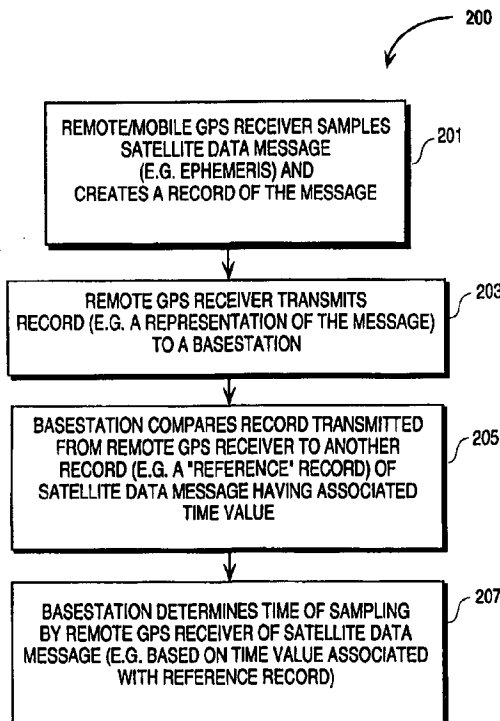 200
REMOTE/MOBILE GPS RECEIVER SAMPLES
SATELLITE DATA MESSAGE
(E.G. EPHEMERIS) AND
CREATES A RECORD OF THE MESSAGE
201
REMOTE GPS RECEIVER TRANSMITS
RECORD (E.G. A REPRESENTATION OF THE MESSAGE)
TO A BASESTATION
203
BASESTATION COMPARES RECORD TRANSMITTED
FROM REMOTE GPS RECEIVER TO ANOTHER
RECORD (E.G. A "REFERENCE" RECORD) OF
SATELLITE DATA MESSAGE HAVING ASSOCIATED
TIME VALUE
205
BASESTATION DETERMINES TIME OF SAMPLING
BY REMOTE GPS RECEIVER OF SATELLITE DATA
MESSAGE (E.G. BASED ON TIME VALUE ASSOCIATED
WITH REFERENCE RECORD)
207